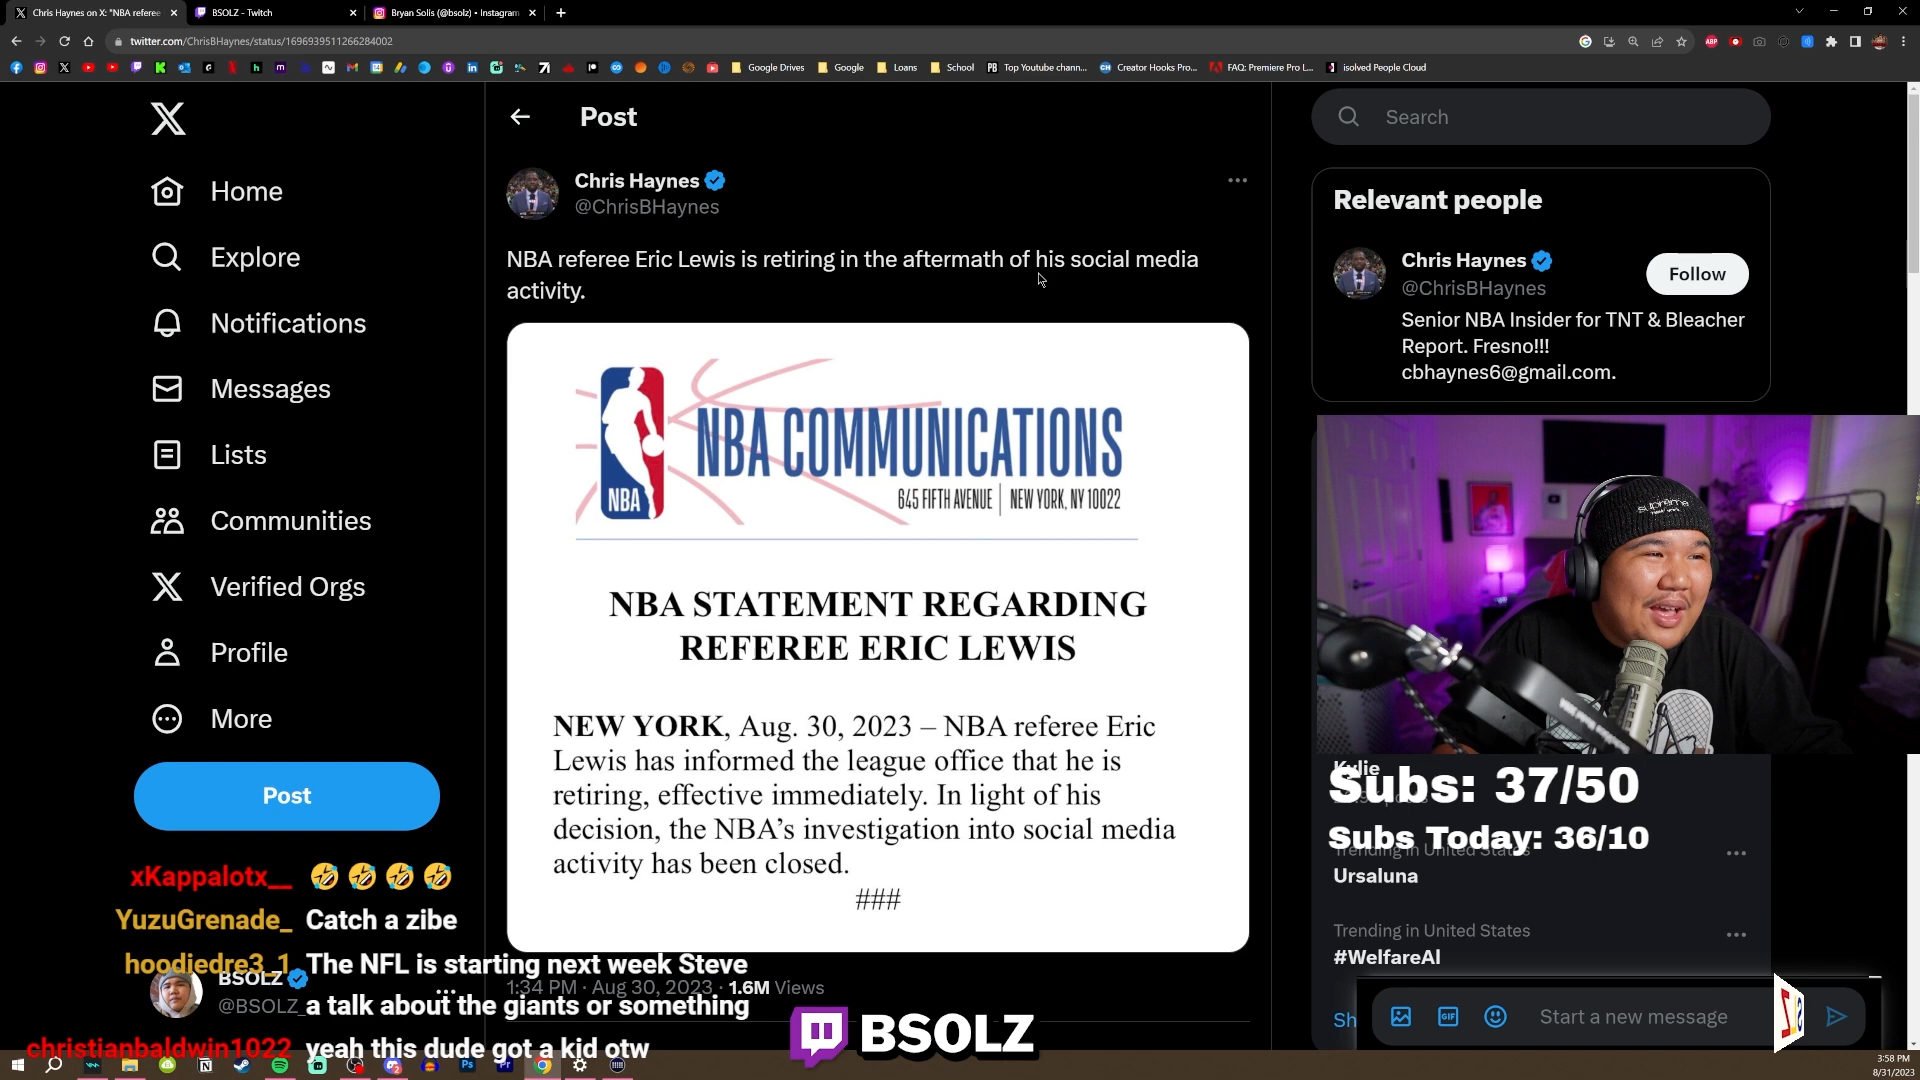 Chris Haynes on X: "NBA referee
BSOLZ - Twitch
Bryan Solis (@bsolz) • Instagram
twitter.com/ChrisBHaynes/status/1696939511266284002
Google Drives
Google
Loans
School
Top Youtube chann...
Creator Hooks Pro...
FAQ: Premiere Pro L...
isolved People Cloud
Home
Explore
Notifications
Messages
Lists
Communities
Verified Orgs
Profile
More
Post
BSOLZ
@BSOLZ_
Post
Chris Haynes
@ChrisBHaynes
NBA referee Eric Lewis is retiring in the aftermath of his social media
activity.
NBA
NBA COMMUNICATIONS
645 FIFTH AVENUE | NEW YORK, NY 10022
NBA STATEMENT REGARDING
REFEREE ERIC LEWIS
NEW YORK, Aug. 30, 2023 – NBA referee Eric
Lewis has informed the league office that he is
retiring, effective immediately. In light of his
decision, the NBA's investigation into social media
activity has been closed.
###
1:34 PM · Aug 30, 2023 · 1.6M Views
Search
Relevant people
Chris Haynes
@ChrisBHaynes
Follow
Senior NBA Insider for TNT & Bleacher
Report. Fresno!!!
cbhaynes6@gmail.com.
Supreme
Kylie
Subs: 37/50
Subs Today: 36/10
Trending in United States
Ursaluna
Trending in United States
#WelfareAI
Sh
GIF
Start a new message
xKappalotx__ 🤣 🤣 🤣 🤣
YuzuGrenade_ Catch a zibe
hoodiedre3_1 The NFL is starting next week Steve
a talk about the giants or something
christianbaldwin1022 yeah this dude got a kid otw
BSOLZ
3:58 PM
8/31/2023